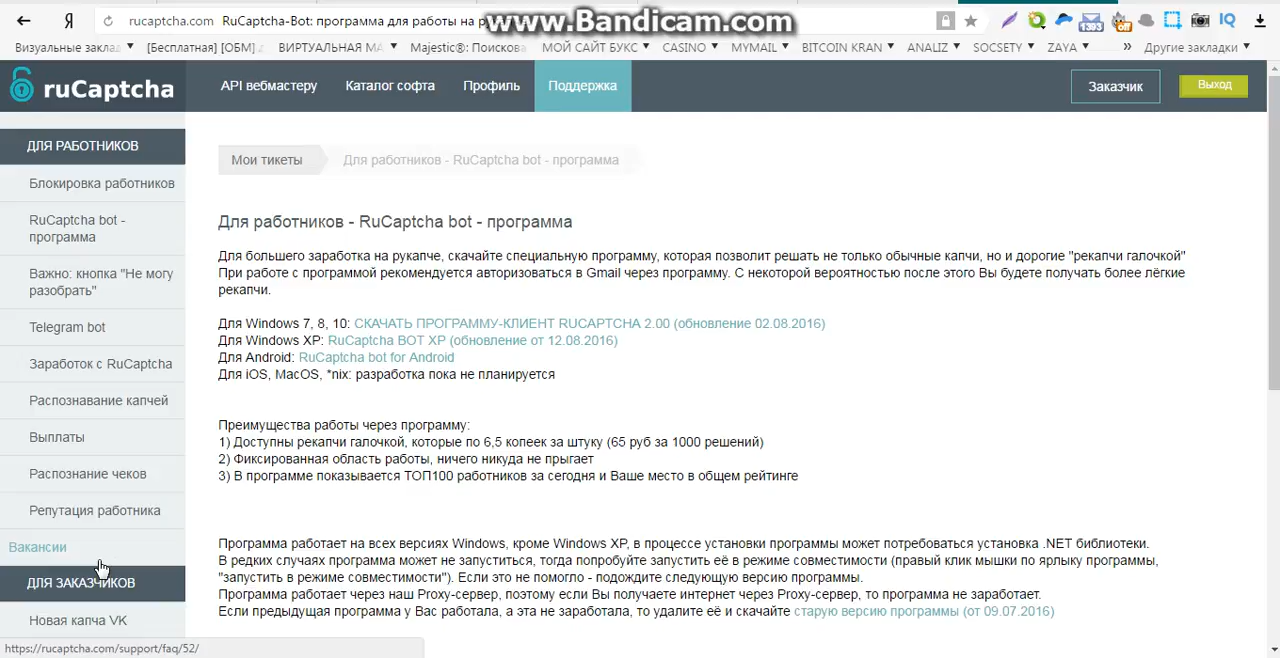 Я
rucaptcha.com RuCaptcha-Bot: программа для работы на р
www.Bandicam.com
1393
off
IQ
Визуальные заклад
[Бесплатная] [ОБМ]
ВИРТУАЛЬНАЯ МА
Majestic®: Поискова
МОЙ САЙТ БУКС
CASINO
MYMAIL
BITCOIN KRAN
ANALIZ
SOCSETY
ZAYA
»
Другие закладки
ruCaptcha
API вебмастеру
Каталог софта
Профиль
Поддержка
Заказчик
Выход
ДЛЯ РАБОТНИКОВ
Блокировка работников
RuCaptcha bot -
программа
Важно: кнопка "Не могу
разобрать"
Telegram bot
Заработок с RuCaptcha
Распознавание капчей
Выплаты
Распознание чеков
Репутация работника
Вакансии
ДЛЯ ЗАКАЗЧИКОВ
Новая капча VK
Мои тикеты
Для работников - RuCaptcha bot - программа
Для работников - RuCaptcha bot - программа
Для большего заработка на рукапче, скачайте специальную программу, которая позволит решать не только обычные капчи, но и дорогие "рекапчи галочкой"
При работе с программой рекомендуется авторизоваться в Gmail через программу. С некоторой вероятностью после этого Вы будете получать более лёгкие
рекапчи.
Для Windows 7, 8, 10: СКАЧАТЬ ПРОГРАММУ-КЛИЕНТ RUCAPTCHA 2.00 (обновление 02.08.2016)
Для Windows XP: RuCaptcha BOT XP (обновление от 12.08.2016)
Для Android: RuCaptcha bot for Android
Для iOS, MacOS, *nix: разработка пока не планируется
Преимущества работы через программу:
1) Доступны рекапчи галочкой, которые по 6,5 копеек за штуку (65 руб за 1000 решений)
2) Фиксированная область работы, ничего никуда не прыгает
3) В программе показывается ТОП100 работников за сегодня и Ваше место в общем рейтинге
Программа работает на всех версиях Windows, кроме Windows XP, в процессе установки программы может потребоваться установка .NET библиотеки.
В редких случаях программа может не запуститься, тогда попробуйте запустить её в режиме совместимости (правый клик мышки по ярлыку программы,
"запустить в режиме совместимости"). Если это не помогло - подождите следующую версию программы.
Программа работает через наш Proxy-сервер, поэтому если Вы получаете интернет через Proxy-сервер, то программа не заработает.
Если предыдущая программа у Вас работала, а эта не заработала, то удалите её и скачайте старую версию программы (от 09.07.2016)
https://rucaptcha.com/support/faq/52/